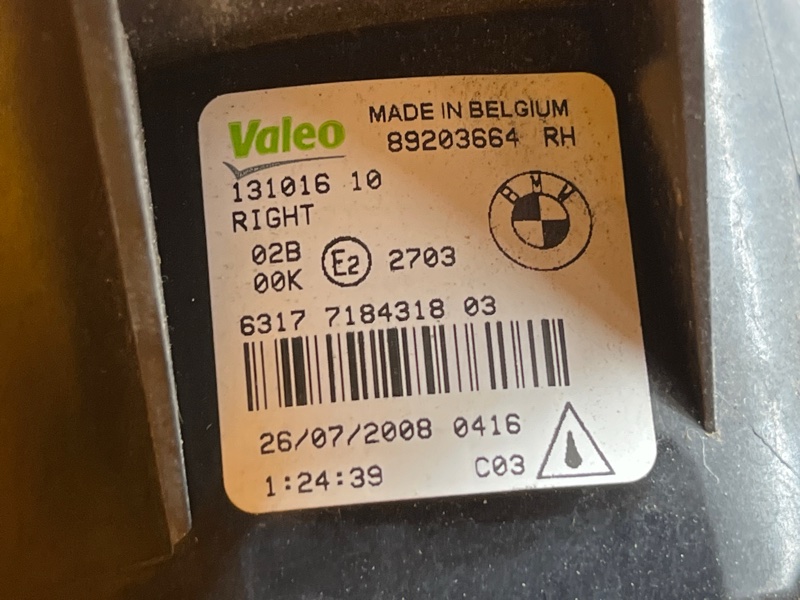 Valeo
MADE IN BELGIUM
89203664 RH
131016 10
RIGHT
BMW
02B
00K
E2
2703
6317 7184318 03
26/07/2008 0416
1:24:39
C03